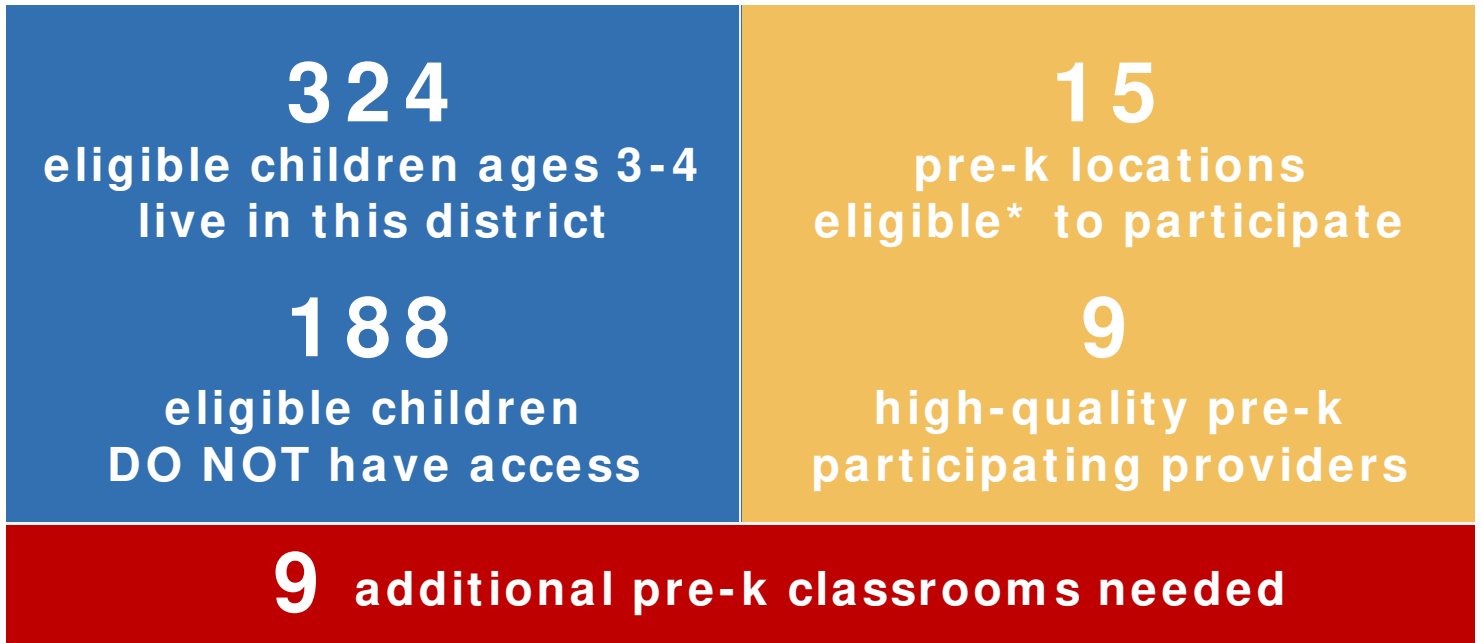 324
eligible children ages 3-4
live in this district
188
eligible children
DO NOT have access
15
pre-k locations
eligible* to participate
9
high-quality pre-k
participating providers
9 additional pre-k classrooms needed